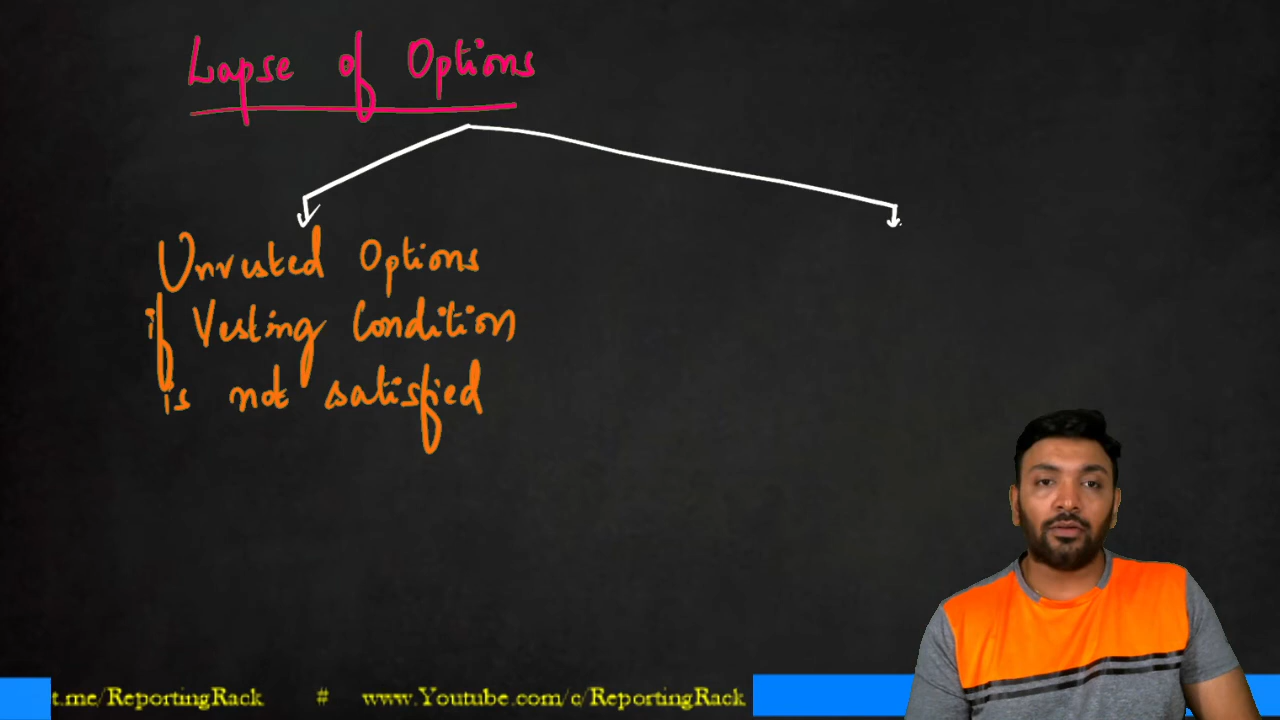 Lapse of Options
Unvested Options
if Vesting Condition
is not satisfied
t.me/ReportingRack # www.Youtube.com/c/ReportingRack